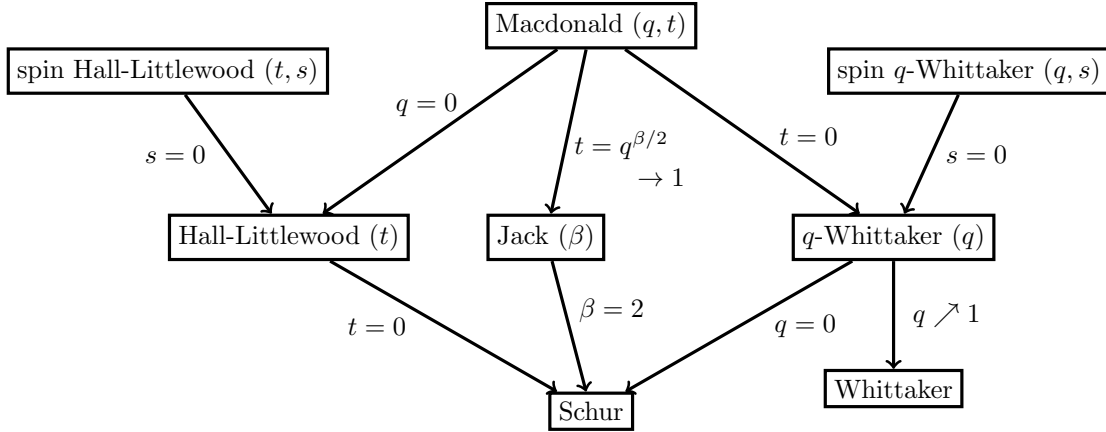 Macdonald (q, t)
spin Hall-Littlewood (t, s)
spin q-Whittaker (q, s)
q = 0
t = q^{β/2}
→ 1
t = 0
s = 0
s = 0
Hall-Littlewood (t)
Jack (β)
q-Whittaker (q)
t = 0
β = 2
q = 0
q ↗ 1
Whittaker
Schur